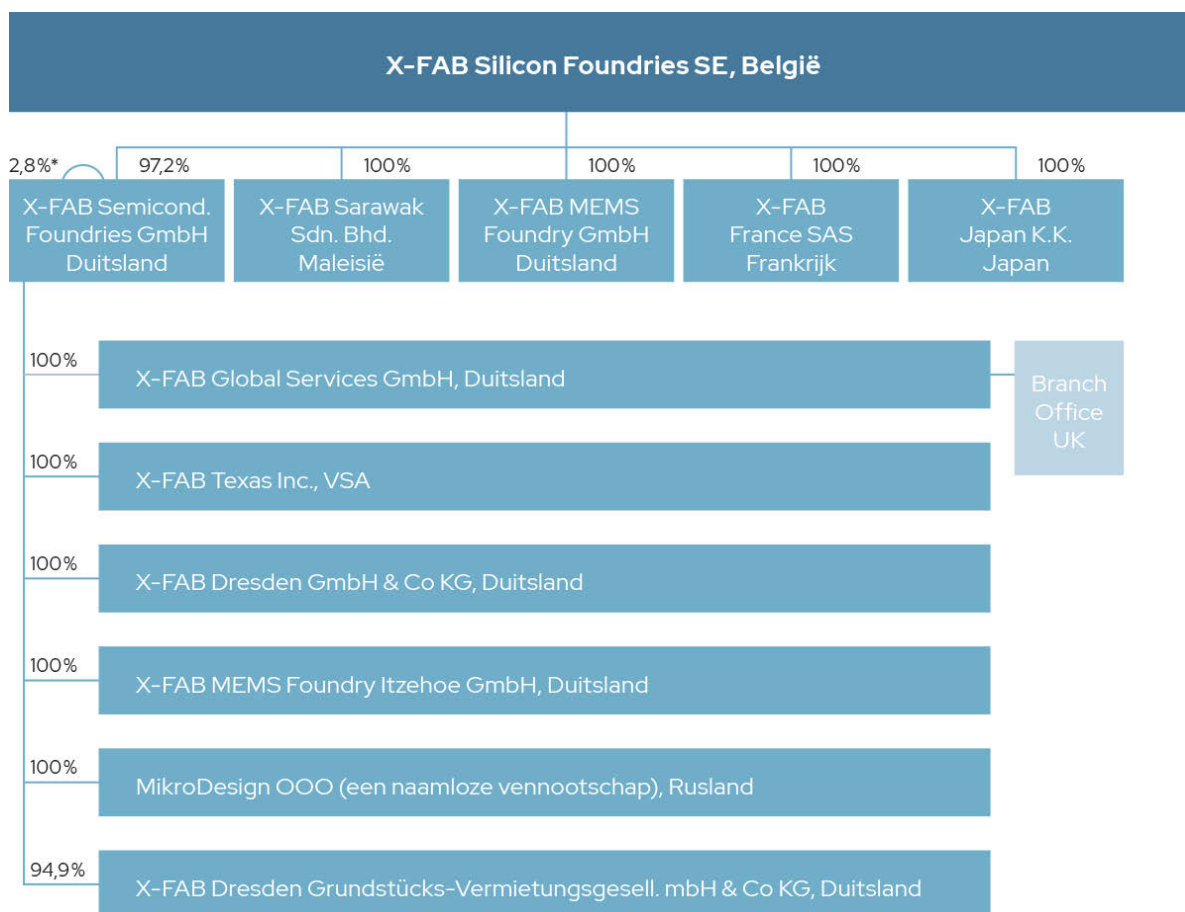 X-FAB Silicon Foundries SE, België
2,8%* 97,2% 100% 100% 100% 100%
X-FAB Semicond.
Foundries GmbH
Duitsland
X-FAB Sarawak
Sdn. Bhd.
Maleisië
X-FAB MEMS
Foundry GmbH
Duitsland
X-FAB
France SAS
Frankrijk
X-FAB
Japan K.K.
Japan
100%
X-FAB Global Services GmbH, Duitsland
Branch
Office
UK
100%
X-FAB Texas Inc., VSA
100%
X-FAB Dresden GmbH & Co KG, Duitsland
100%
X-FAB MEMS Foundry Itzehoe GmbH, Duitsland
100%
MikroDesign OOO (een naamloze vennootschap), Rusland
94,9%
X-FAB Dresden Grundstücks-Vermietungsgesell. mbH & Co KG, Duitsland